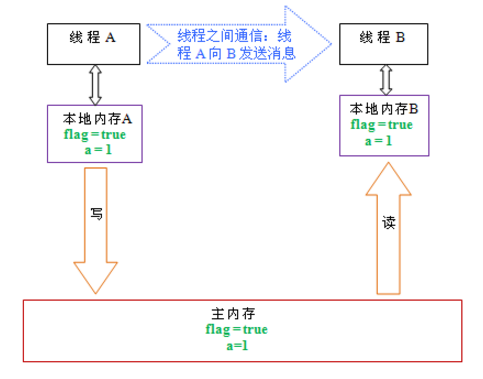 线程 A
线程之间通信：线
程 A 向 B 发送消息
线程 B
本地内存A
flag = true
a = 1
本地内存B
flag = true
a = 1
写
读
主内存
flag = true
a=1